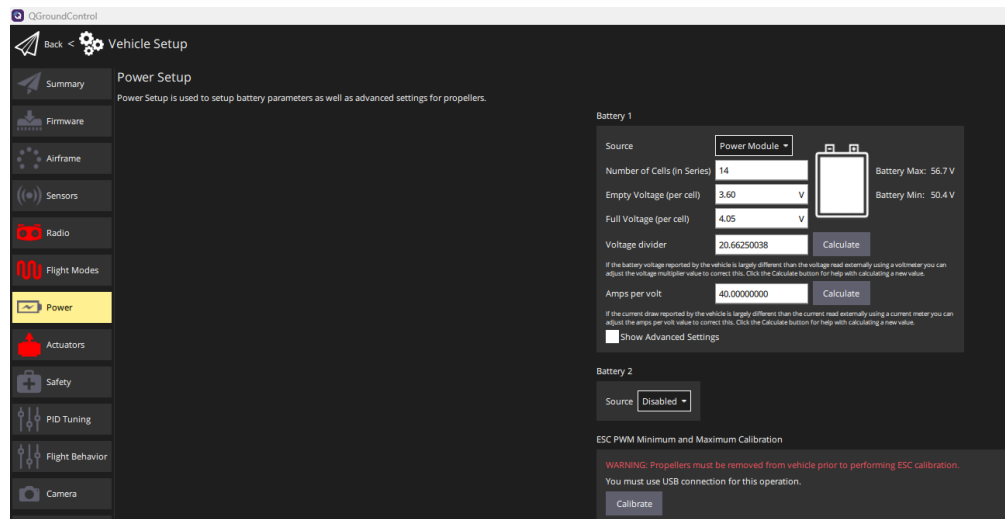 QGroundControl
Back < Vehicle Setup
Summary
Firmware
Airframe
Sensors
Radio
Flight Modes
Power
Actuators
Safety
PID Tuning
Flight Behavior
Camera
Power Setup
Power Setup is used to setup battery parameters as well as advanced settings for propellers.
Battery 1
Source Power Module
Number of Cells (in Series) 14 Battery Max: 56.7 V
Empty Voltage (per cell) 3.60 V Battery Min: 50.4 V
Full Voltage (per cell) 4.05 V
Voltage divider 20.66250038 Calculate
If the battery voltage reported by the vehicle is largely different than the voltage read externally using a voltmeter you can
adjust the voltage multiplier value to correct this. Click the Calculate button for help with calculating a new value.
Amps per volt 40.00000000 Calculate
If the current draw reported by the vehicle is largely different than the current read externally using a current meter you can
adjust the amps per volt value to correct this. Click the Calculate button for help with calculating a new value.
Show Advanced Settings
Battery 2
Source Disabled
ESC PWM Minimum and Maximum Calibration
WARNING: Propellers must be removed from vehicle prior to performing ESC calibration.
You must use USB connection for this operation.
Calibrate